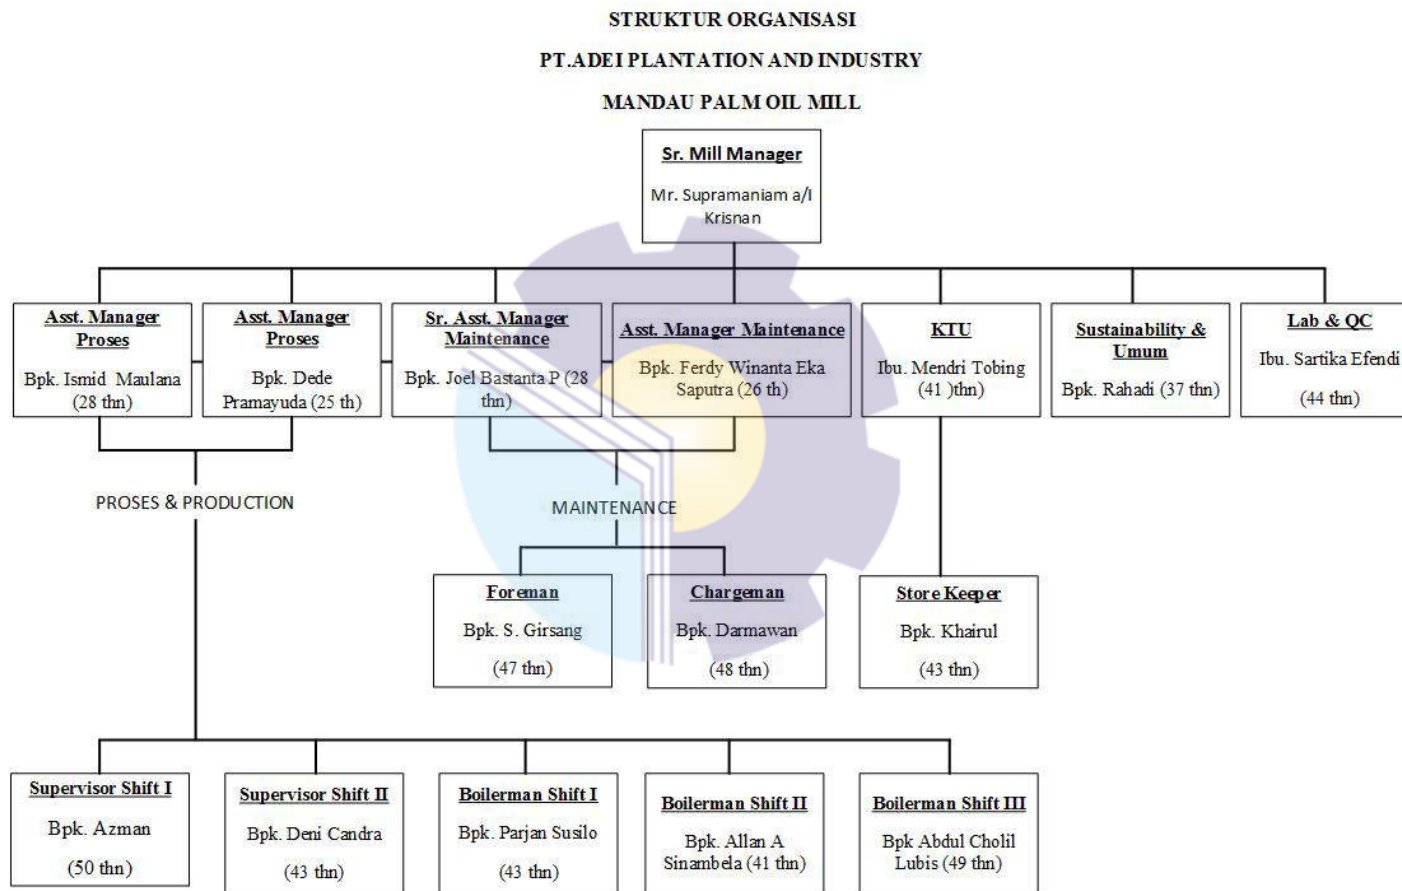 STRUKTUR ORGANISASI
PT.ADEI PLANTATION AND INDUSTRY
MANDAU PALM OIL MILL
Sr. Mill Manager
Mr. Supramaniam a/l
Krisnan
Asst. Manager
Proses
Bpk. Ismid Maulana
(28 thn)
Asst. Manager
Proses
Bpk. Dede
Pramayuda (25 th)
Sr. Asst. Manager
Maintenance
Bpk. Joel Bastanta P (28
thn)
Asst. Manager Maintenance
Bpk. Ferdy Winanta Eka
Saputra (26 th)
KTU
Ibu. Mendri Tobing
(41 )thn)
Sustainability &
Umum
Bpk. Rahadi (37 thn)
Lab & QC
Ibu. Sartika Efendi
(44 thn)
PROSES & PRODUCTION
MAINTENANCE
Foreman
Bpk. S. Girsang
(47 thn)
Chargeman
Bpk. Darmawan
(48 thn)
Store Keeper
Bpk. Khairul
(43 thn)
Supervisor Shift I
Bpk. Azman
(50 thn)
Supervisor Shift II
Bpk. Deni Candra
(43 thn)
Boilerman Shift I
Bpk. Parjan Susilo
(43 thn)
Boilerman Shift II
Bpk. Allan A
Sinambela (41 thn)
Boilerman Shift III
Bpk Abdul Cholil
Lubis (49 thn)